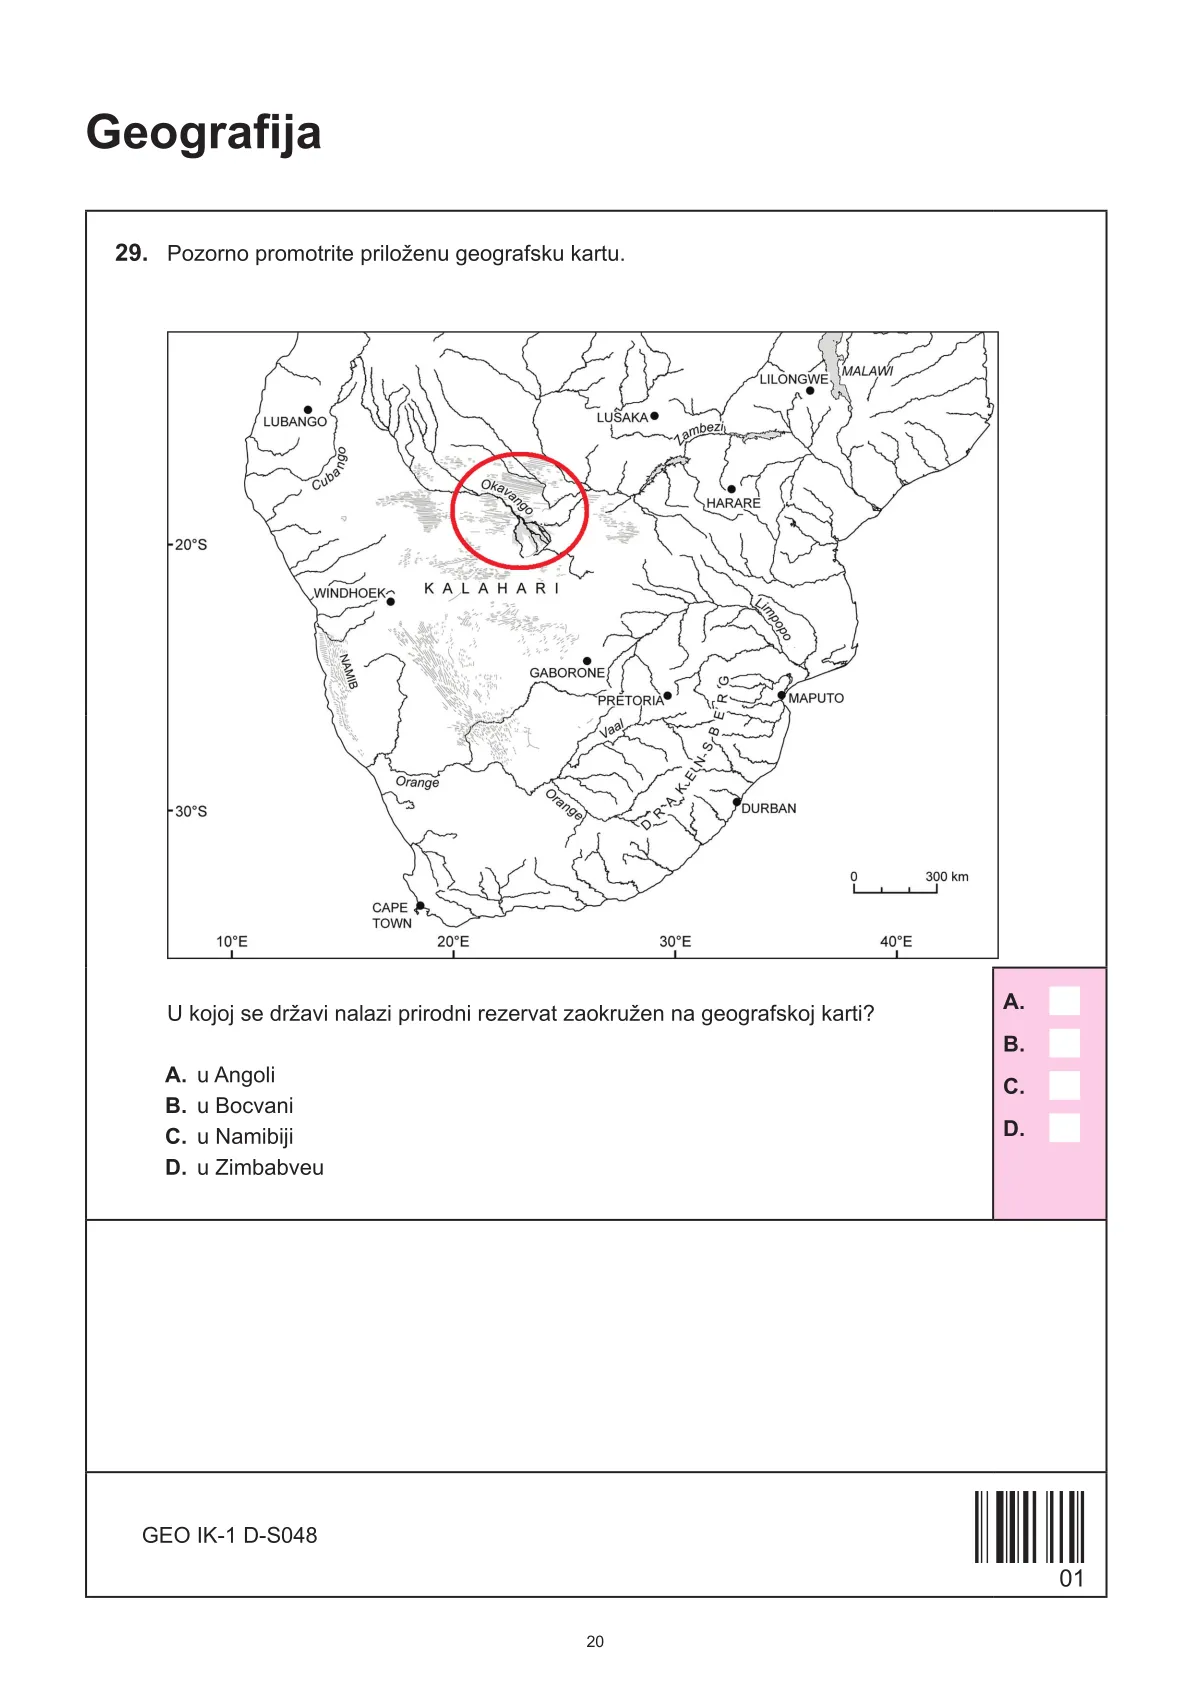 Geografija
29. Pozorno promotrite priloženu geografsku kartu.
LUBANGO
Cubango
Okavango
LUSAKA
LILONGWE
MALAWI
Zambezi
HARARE
20°S
KALAHARI
WINDHOEK
NAMIB
Limpopo
GABORONE
PRETORIA
MAPUTO
Vaal
DRAKENSBERG
Orange
Orange
30°S
DURBAN
0 300 km
CAPE
TOWN
10°E 20°E 30°E 40°E
U kojoj se državi nalazi prirodni rezervat zaokružen na geografskoj karti?
A. u Angoli
B. u Bocvani
C. u Namibiji
D. u Zimbabveu
A.
B.
C.
D.
GEO IK-1 D-S048
01
20